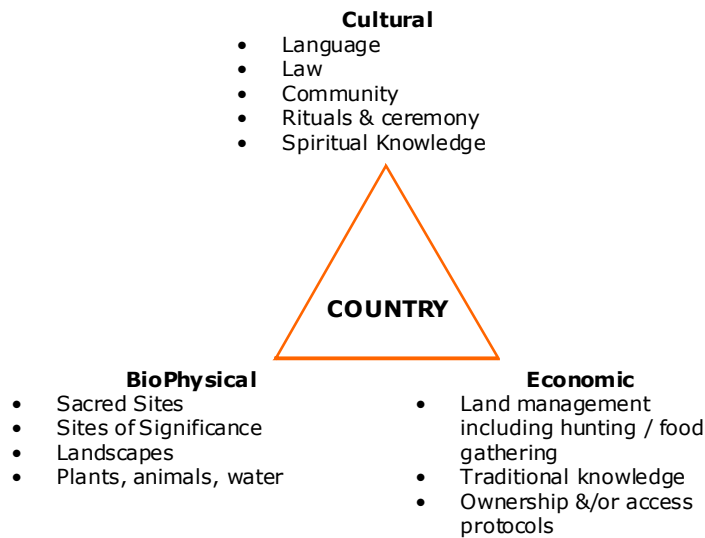 Cultural
• Language
• Law
• Community
• Rituals & ceremony
• Spiritual Knowledge
COUNTRY
BioPhysical
• Sacred Sites
• Sites of Significance
• Landscapes
• Plants, animals, water
Economic
• Land management
including hunting / food
gathering
• Traditional knowledge
• Ownership &/or access
protocols